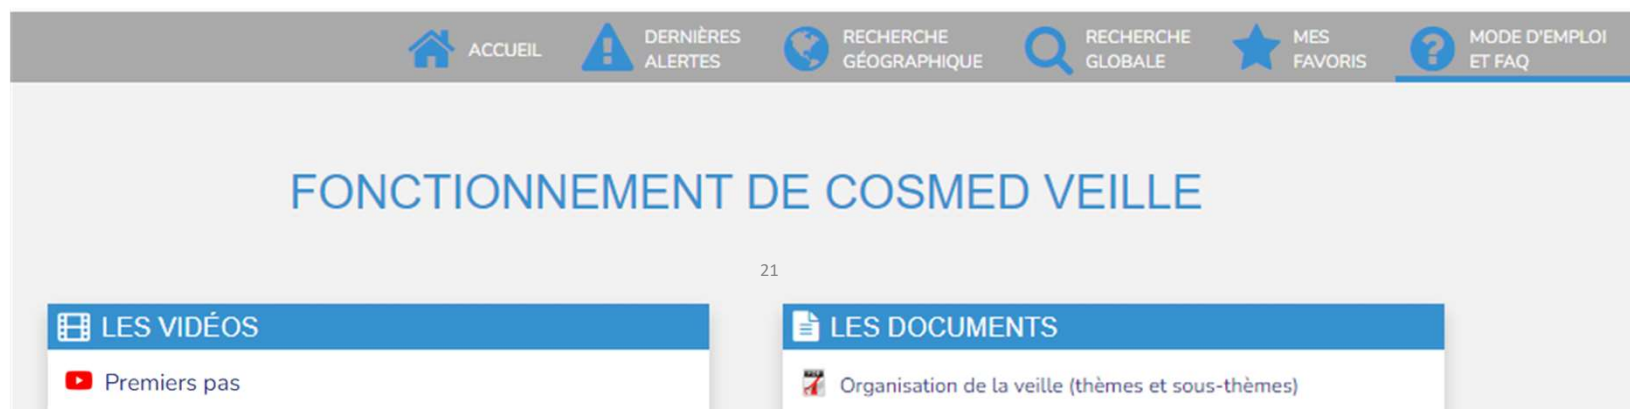 ACCUEIL
DERNIÈRES
ALERTES
RECHERCHE
GÉOGRAPHIQUE
RECHERCHE
GLOBALE
MES
FAVORIS
MODE D'EMPLOI
ET FAQ
FONCTIONNEMENT DE COSMED VEILLE
21
LES VIDÉOS
Premiers pas
LES DOCUMENTS
Organisation de la veille (thèmes et sous-thèmes)